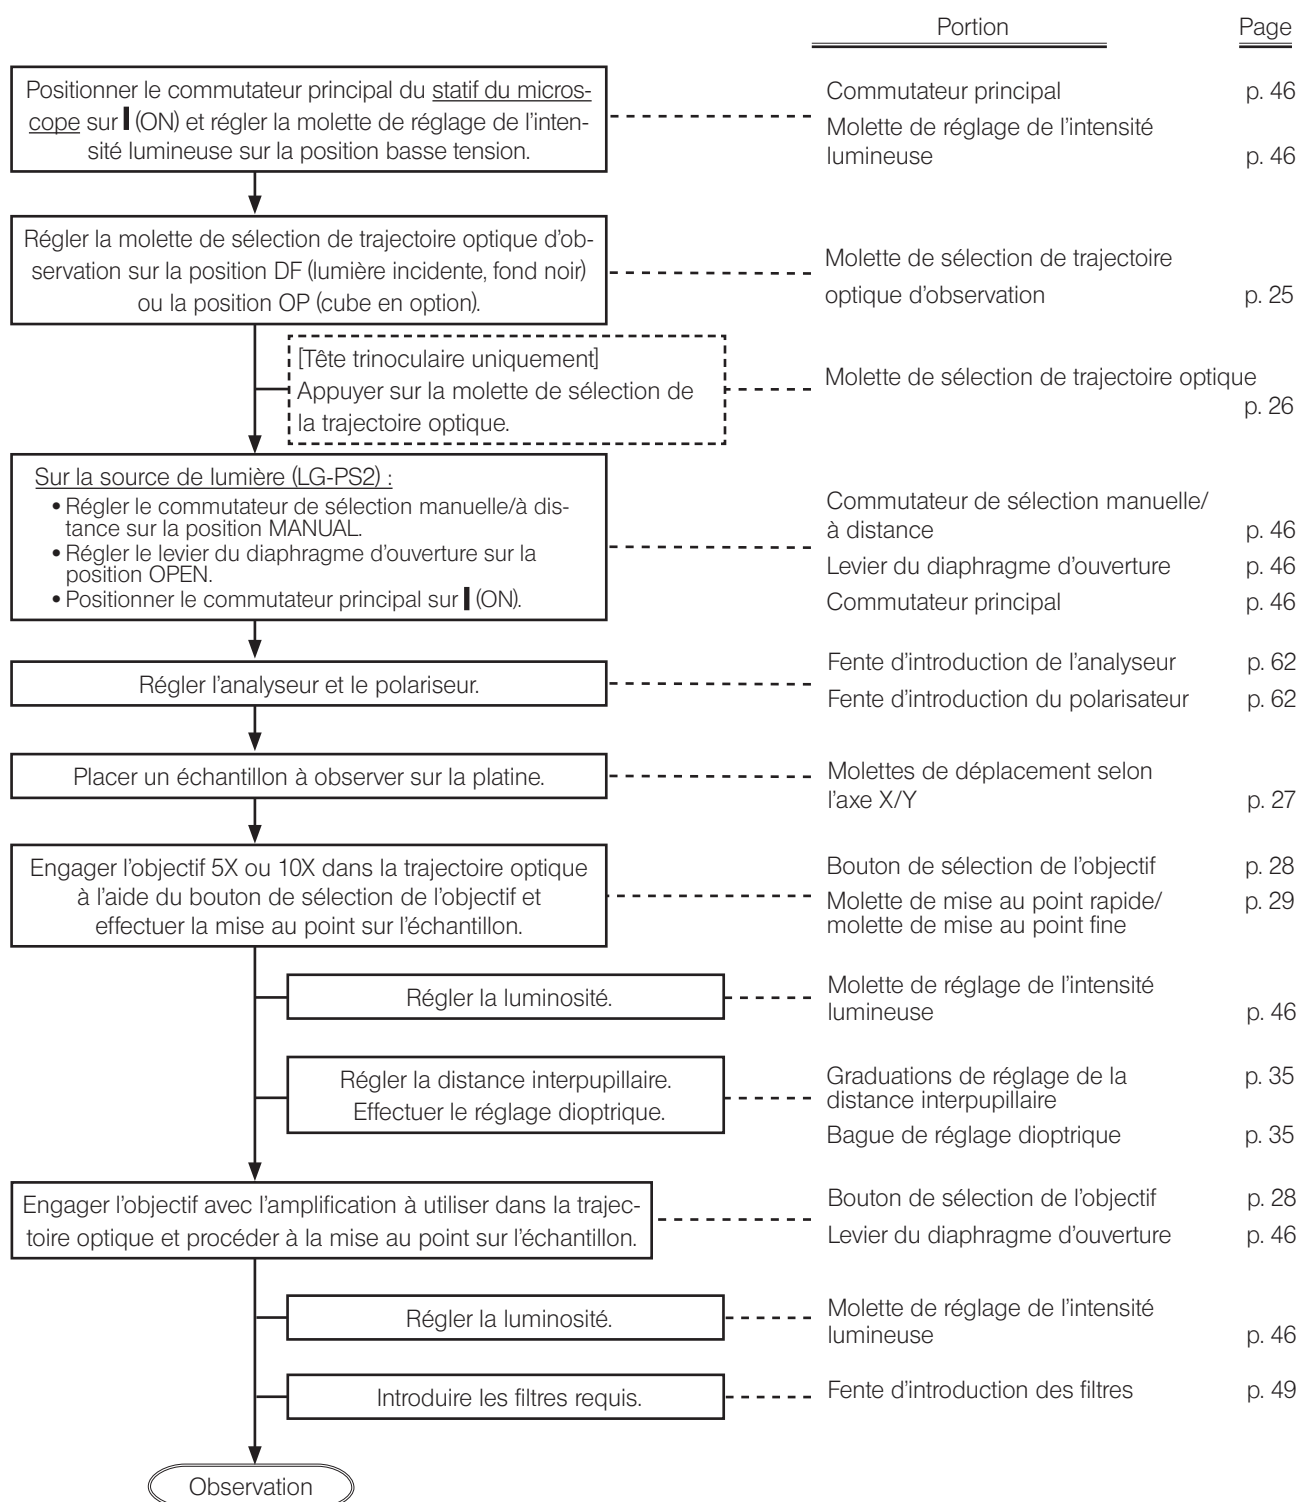 Portion Page
Positionner le commutateur principal du statif du micros-
cope sur I (ON) et régler la molette de réglage de l'inten-
sité lumineuse sur la position basse tension.
Commutateur principal p. 46
Molette de réglage de l'intensité
lumineuse p. 46
Régler la molette de sélection de trajectoire optique d'ob-
servation sur la position DF (lumière incidente, fond noir)
ou la position OP (cube en option).
Molette de sélection de trajectoire
optique d'observation p. 25
[Tête trinoculaire uniquement]
Appuyer sur la molette de sélection de
la trajectoire optique.
Molette de sélection de trajectoire optique
p. 26
Sur la source de lumière (LG-PS2) :
• Régler le commutateur de sélection manuelle/à dis-
tance sur la position MANUAL.
• Régler le levier du diaphragme d'ouverture sur la
position OPEN.
• Positionner le commutateur principal sur I (ON).
Commutateur de sélection manuelle/
à distance p. 46
Levier du diaphragme d'ouverture p. 46
Commutateur principal p. 46
Régler l'analyseur et le polariseur.
Fente d'introduction de l'analyseur p. 62
Fente d'introduction du polarisateur p. 62
Placer un échantillon à observer sur la platine.
Molettes de déplacement selon
l'axe X/Y p. 27
Engager l'objectif 5X ou 10X dans la trajectoire optique
à l'aide du bouton de sélection de l'objectif et
effectuer la mise au point sur l'échantillon.
Bouton de sélection de l'objectif p. 28
Molette de mise au point rapide/ p. 29
molette de mise au point fine
Régler la luminosité.
Molette de réglage de l'intensité
lumineuse p. 46
Régler la distance interpupillaire.
Effectuer le réglage dioptrique.
Graduations de réglage de la p. 35
distance interpupillaire
Bague de réglage dioptrique p. 35
Engager l'objectif avec l'amplification à utiliser dans la trajec-
toire optique et procéder à la mise au point sur l'échantillon.
Bouton de sélection de l'objectif p. 28
Levier du diaphragme d'ouverture p. 46
Régler la luminosité.
Molette de réglage de l'intensité
lumineuse p. 46
Introduire les filtres requis.
Fente d'introduction des filtres p. 49
Observation